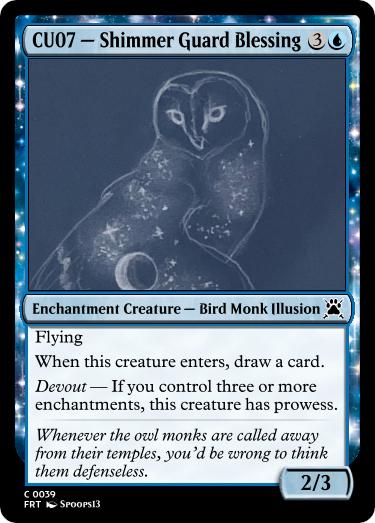 CU07 — Shimmer Guard Blessing 3
Enchantment Creature — Bird Monk Illusion
Flying
When this creature enters, draw a card.
Devout — If you control three or more
enchantments, this creature has prowess.
Whenever the owl monks are called away
from their temples, you'd be wrong to think
them defenseless.
2/3
C 0039
FRT Spoops13